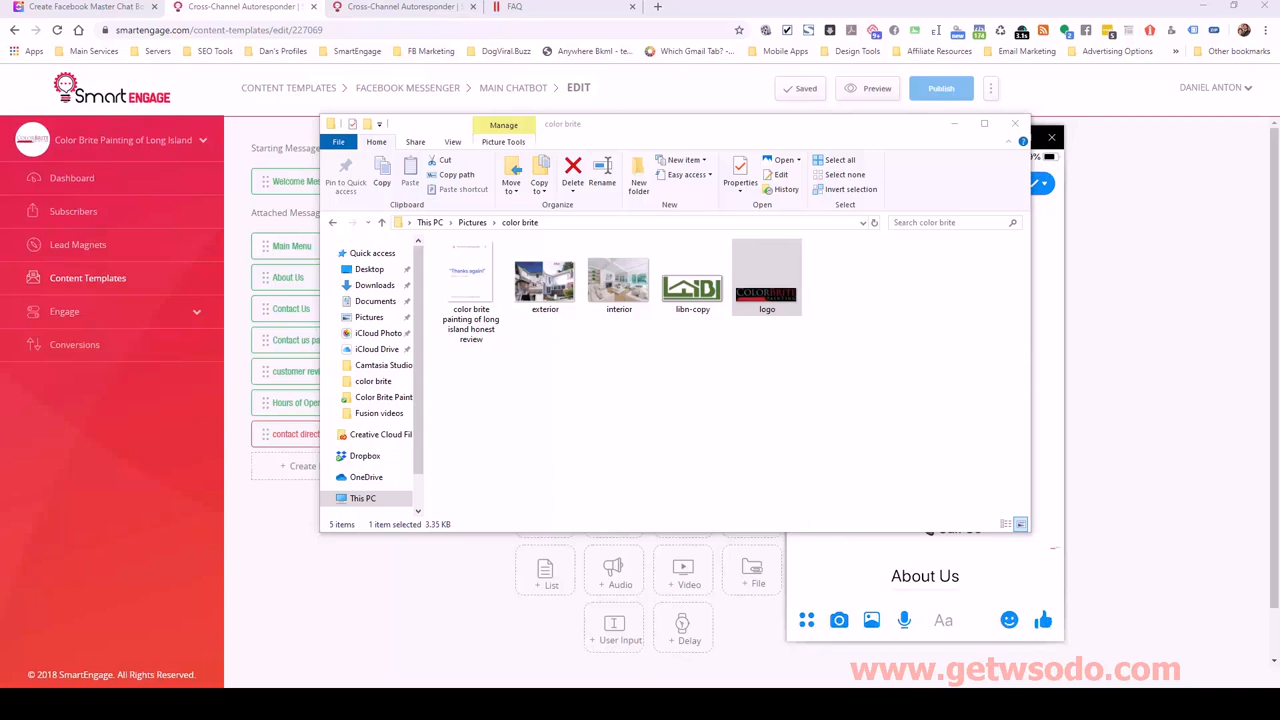 Create Facebook Master Chat Bo
Cross-Channel Autoresponder |
Cross-Channel Autoresponder |
FAQ
smartengage.com/content-templates/edit/227069
Apps
Main Services
Servers
SEO Tools
Dan's Profiles
SmartEngage
FB Marketing
DogViral.Buzz
Anywhere Bkml - te...
Which Gmail Tab? -...
Mobile Apps
Design Tools
Affiliate Resources
Email Marketing
Advertising Options
Other bookmarks
SmartENGAGE
CONTENT TEMPLATES
FACEBOOK MESSENGER
MAIN CHATBOT
EDIT
Saved
Preview
Publish
DANIEL ANTON
Color Brite Painting of Long Island
Dashboard
Subscribers
Lead Magnets
Content Templates
Engage
Conversions
© 2018 SmartEngage. All Rights Reserved.
Starting Messag
Welcome Mes
Attached Messag
Main Menu
About Us
Contact Us
Contact us pa
customer revi
Hours of Oper
contact direct
+ Create
Manage
color brite
File
Home
Share
View
Picture Tools
Pin to Quick access
Copy
Paste
Cut
Copy path
Paste shortcut
Clipboard
Move to
Copy to
Delete
Rename
Organize
New folder
New item
Easy access
New
Properties
Open
Edit
History
Open
Select all
Select none
Invert selection
Select
This PC
Pictures
color brite
Search color brite
Quick access
Desktop
Downloads
Documents
Pictures
iCloud Photo
iCloud Drive
Camtasia Studio
color brite
Color Brite Paint
Fusion videos
Creative Cloud Fil
Dropbox
OneDrive
This PC
"Thanks again!"
color brite painting of long island honest review
exterior
interior
libn-copy
COLORBRITE
logo
5 items
1 item selected 3.35 KB
+ List
+ Audio
+ Video
+ File
+ User Input
+ Delay
About Us
Aa
www.getwsodo.com